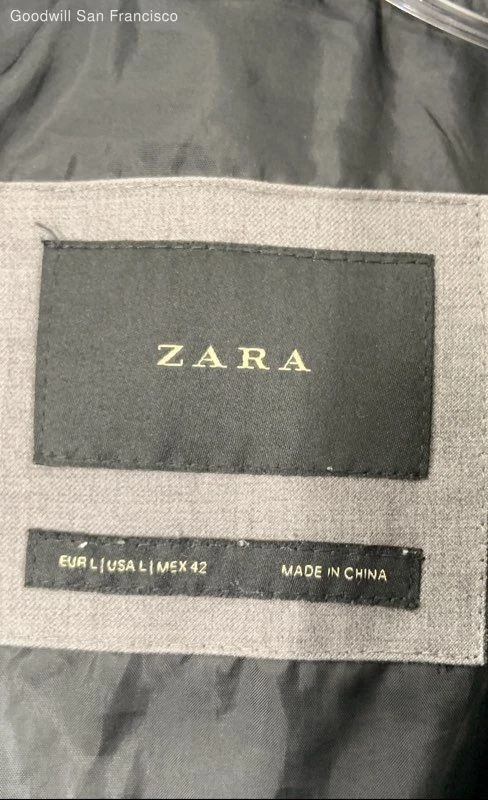 Goodwill San Francisco
ZARA
EUR L|USA L|MEX 42 MADE IN CHINA